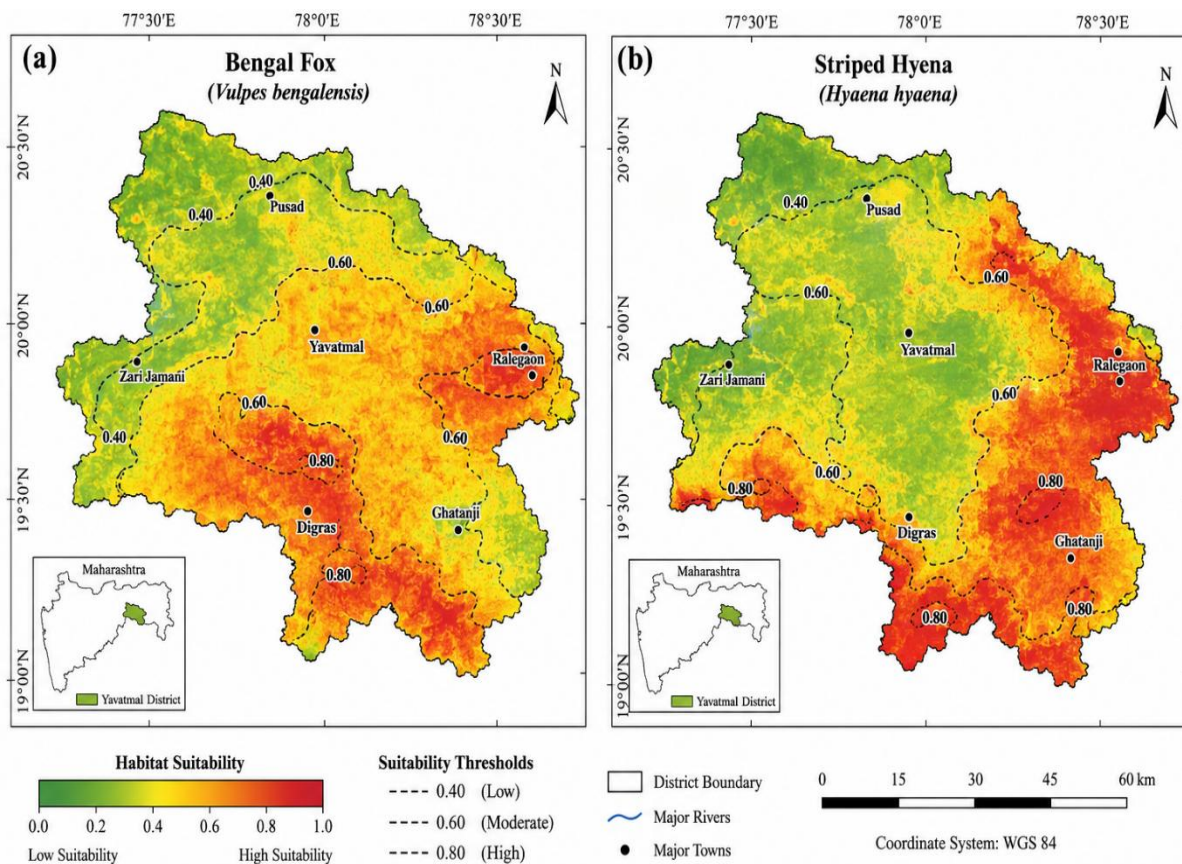 77°30'E 78°00'E 78°30'E
(a)
Bengal Fox
(Vulpes bengalensis)
N
20°30'N
20°00'N
19°30'N
19°00'N
0.40
0.40
Pusad
0.60
0.60
Yavatmal
Ralegaon
Zari Jamani
0.60
0.60
0.40
0.80
Digras
Ghatanji
0.80
Maharashtra
Yavatmal District
77°30'E 78°00'E 78°30'E
(b)
Striped Hyena
(Hyaena hyaena)
N
20°30'N
20°00'N
19°30'N
19°00'N
0.40
Pusad
0.60
0.60
Yavatmal
Ralegaon
Zari Jamani
0.60
0.80
0.80
Digras
Ghatanji
0.80
0.80
Maharashtra
Yavatmal District
Habitat Suitability
0.0 0.2 0.4 0.6 0.8 1.0
Low Suitability High Suitability
Suitability Thresholds
0.40 (Low)
0.60 (Moderate)
0.80 (High)
District Boundary
Major Rivers
Major Towns
0 15 30 45 60 km
Coordinate System: WGS 84